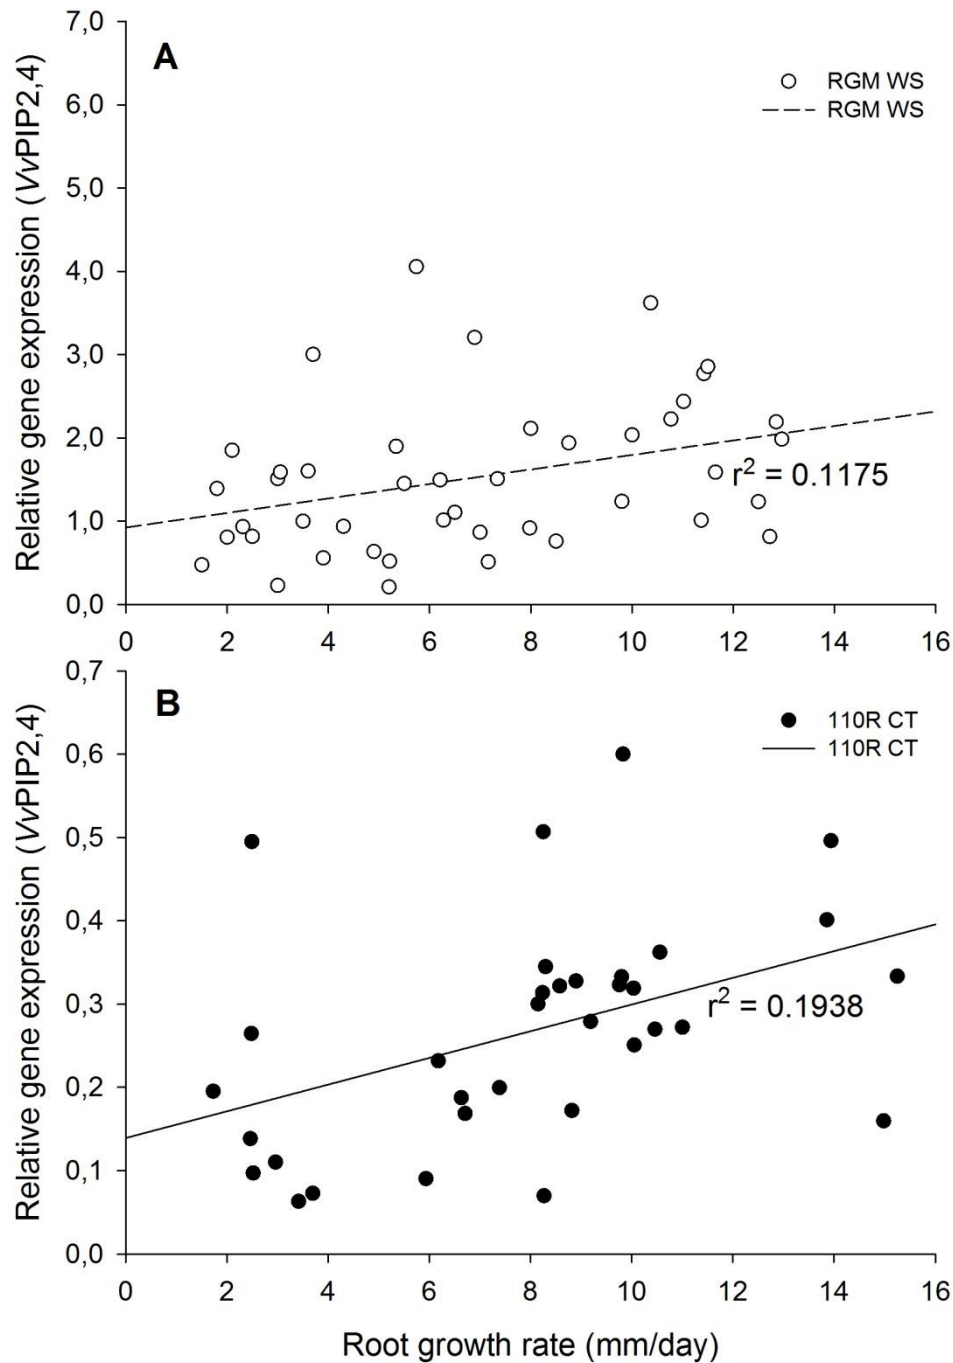 A
RGM WS
RGM WS
Relative gene expression (VvPIP2,4)
7,0
6,0
5,0
4,0
3,0
2,0
1,0
0,0
r² = 0.1175
0 2 4 6 8 10 12 14 16
B
110R CT
110R CT
Relative gene expression (VvPIP2,4)
0,7
0,6
0,5
0,4
0,3
0,2
0,1
0,0
r² = 0.1938
0 2 4 6 8 10 12 14 16
Root growth rate (mm/day)